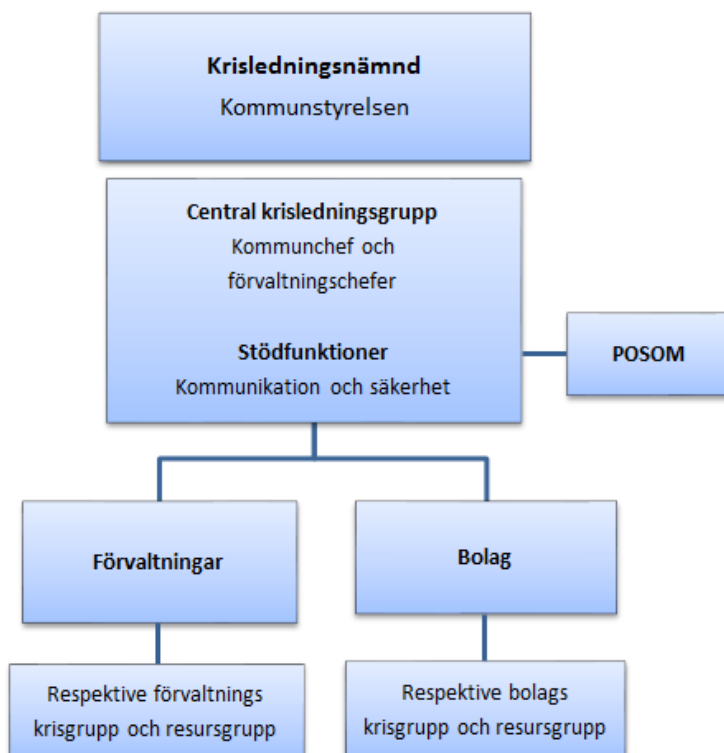 Krisledningsnämnd
Kommunstyrelsen
Central krisledningsgrupp
Kommunchef och
förvaltningschefer
Stödfunktioner
Kommunikation och säkerhet
POSOM
Förvaltningar
Bolag
Respektive förvaltnings
krisgrupp och resursgrupp
Respektive bolags
krisgrupp och resursgrupp